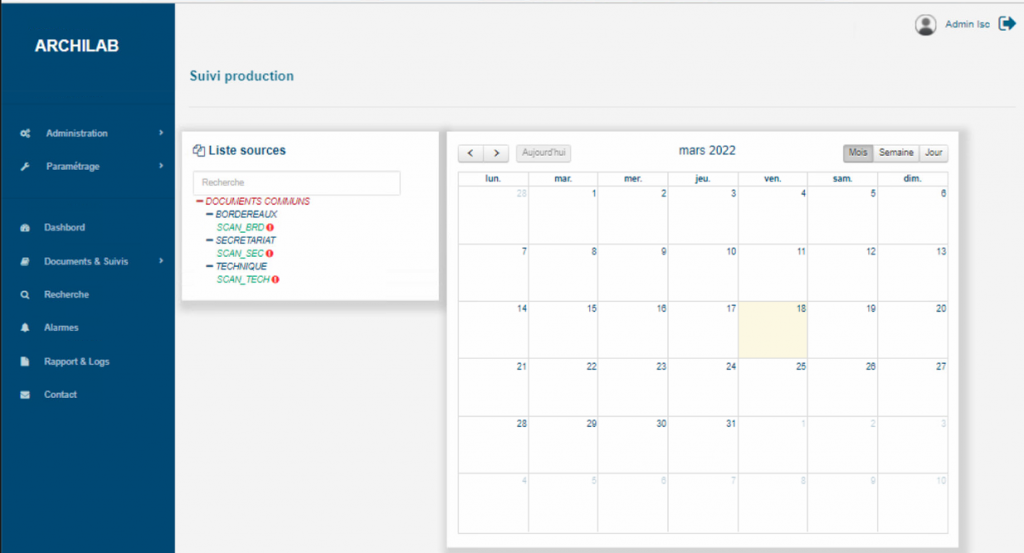 ARCHILAB
Admin Isc
Administration
Paramétrage
Dashbord
Documents & Suivis
Recherche
Alarmes
Rapport & Logs
Contact
Suivi production
Liste sources
Recherche
DOCUMENTS COMMUNS
BORDEREAUX
SCAN_BRD
SECRETARIAT
SCAN_SEC
TECHNIQUE
SCAN_TECH
Aujourd'hui mars 2022 Mois Semaine Jour
lun. mar. mer. jeu. ven. sam. dim.
28 1 2 3 4 5 6
7 8 9 10 11 12 13
14 15 16 17 18 19 20
21 22 23 24 25 26 27
28 29 30 31 1 2 3
4 5 6 7 8 9 10